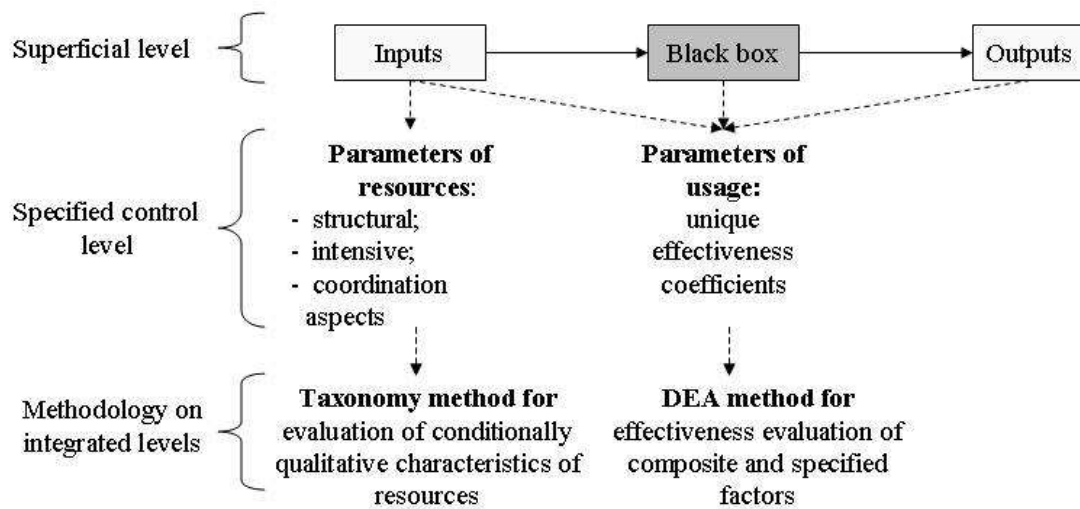 Superficial level
Inputs
Black box
Outputs
Specified control
level
Parameters of
resources:
- structural;
- intensive;
- coordination
aspects
Parameters of
usage:
unique
effectiveness
coefficients
Methodology on
integrated levels
Taxonomy method for
evaluation of conditionally
qualitative characteristics of
resources
DEA method for
effectiveness evaluation of
composite and specified
factors